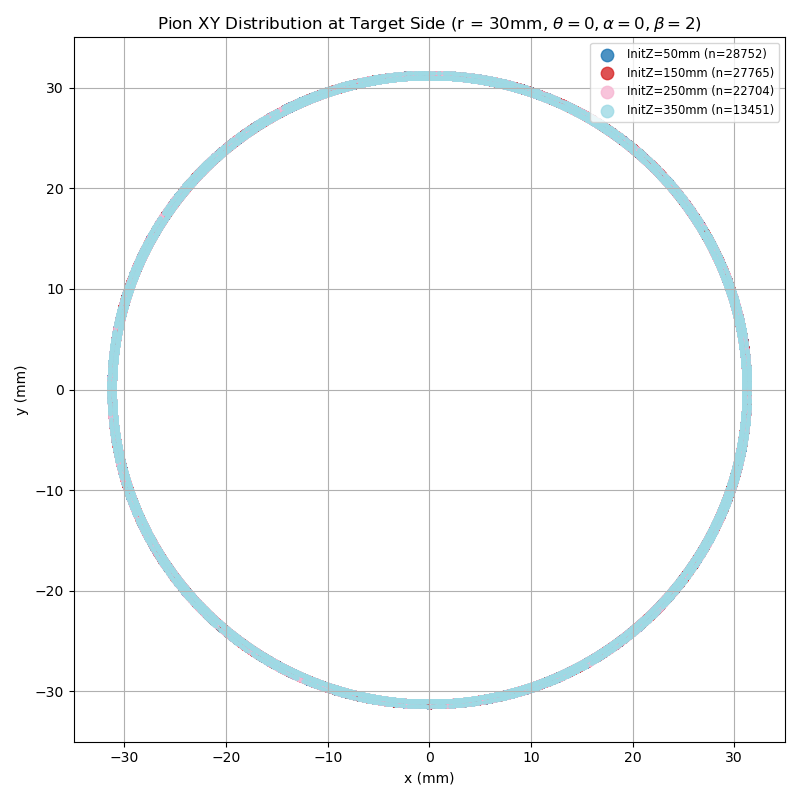 Pion XY Distribution at Target Side (r = 30mm, θ = 0, α = 0, β = 2)
InitZ=50mm (n=28752)
InitZ=150mm (n=27765)
InitZ=250mm (n=22704)
InitZ=350mm (n=13451)
30
20
10
0
−10
−20
−30
y (mm)
−30 −20 −10 0 10 20 30
x (mm)